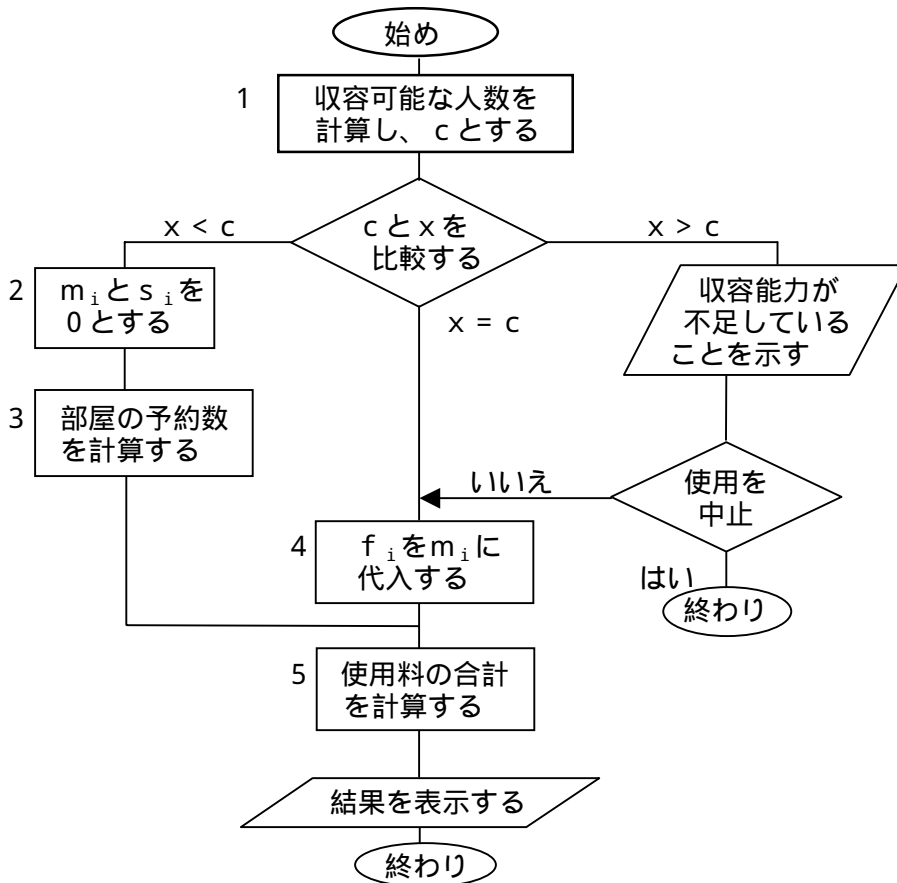 始め
1
収容可能な人数を
計算し、cとする
cとxを
比較する
x < c
x > c
x = c
2
miとsiを
0とする
収容能力が
不足している
ことを示す
3
部屋の予約数
を計算する
いいえ
使用を
中止
はい
終わり
4
fiをmiに
代入する
5
使用料の合計
を計算する
結果を表示する
終わり